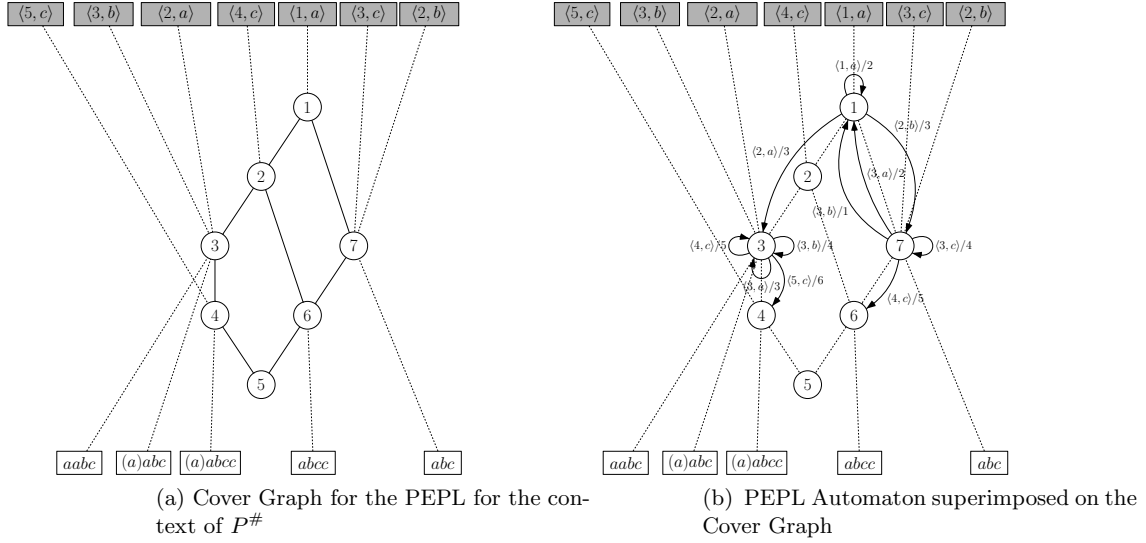 ⟨5, c⟩ ⟨3, b⟩ ⟨2, a⟩ ⟨4, c⟩ ⟨1, a⟩ ⟨3, c⟩ ⟨2, b⟩
1
2
3 7
4 6
5
aabc (a)abc (a)abcc abcc abc
(a) Cover Graph for the PEPL for the con-
text of P#
⟨5, c⟩ ⟨3, b⟩ ⟨2, a⟩ ⟨4, c⟩ ⟨1, a⟩ ⟨3, c⟩ ⟨2, b⟩
⟨1, a⟩/2
1
⟨2, b⟩/3
⟨2, a⟩/3
2 ⟨3, a⟩/2
⟨3, b⟩/1
⟨4, c⟩/5 3 ⟨3, b⟩/4 7 ⟨3, c⟩/4
⟨3, a⟩/3 ⟨5, c⟩/6
⟨4, c⟩/5
4 6
5
aabc (a)abc (a)abcc abcc abc
(b) PEPL Automaton superimposed on the
Cover Graph